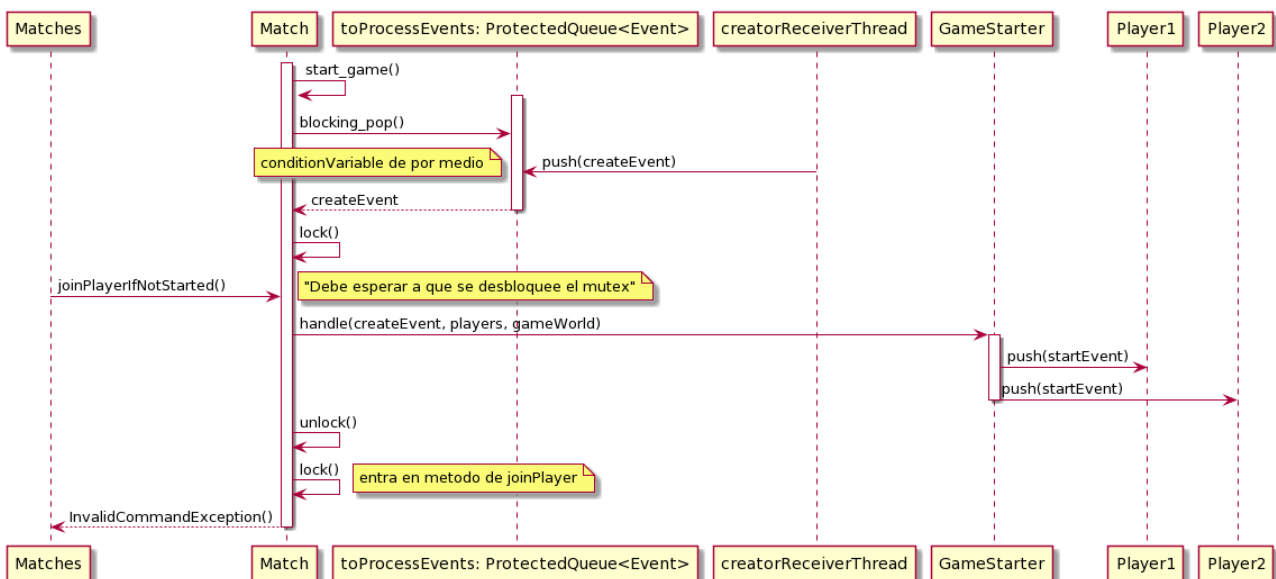 Matches
Match
toProcessEvents: ProtectedQueue<Event>
creatorReceiverThread
GameStarter
Player1
Player2
start_game()
blocking_pop()
conditionVariable de por medio
push(createEvent)
createEvent
lock()
joinPlayerIfNotStarted()
"Debe esperar a que se desbloquee el mutex"
handle(createEvent, players, gameWorld)
push(startEvent)
push(startEvent)
unlock()
lock()
entra en metodo de joinPlayer
InvalidCommandException()
Matches
Match
toProcessEvents: ProtectedQueue<Event>
creatorReceiverThread
GameStarter
Player1
Player2